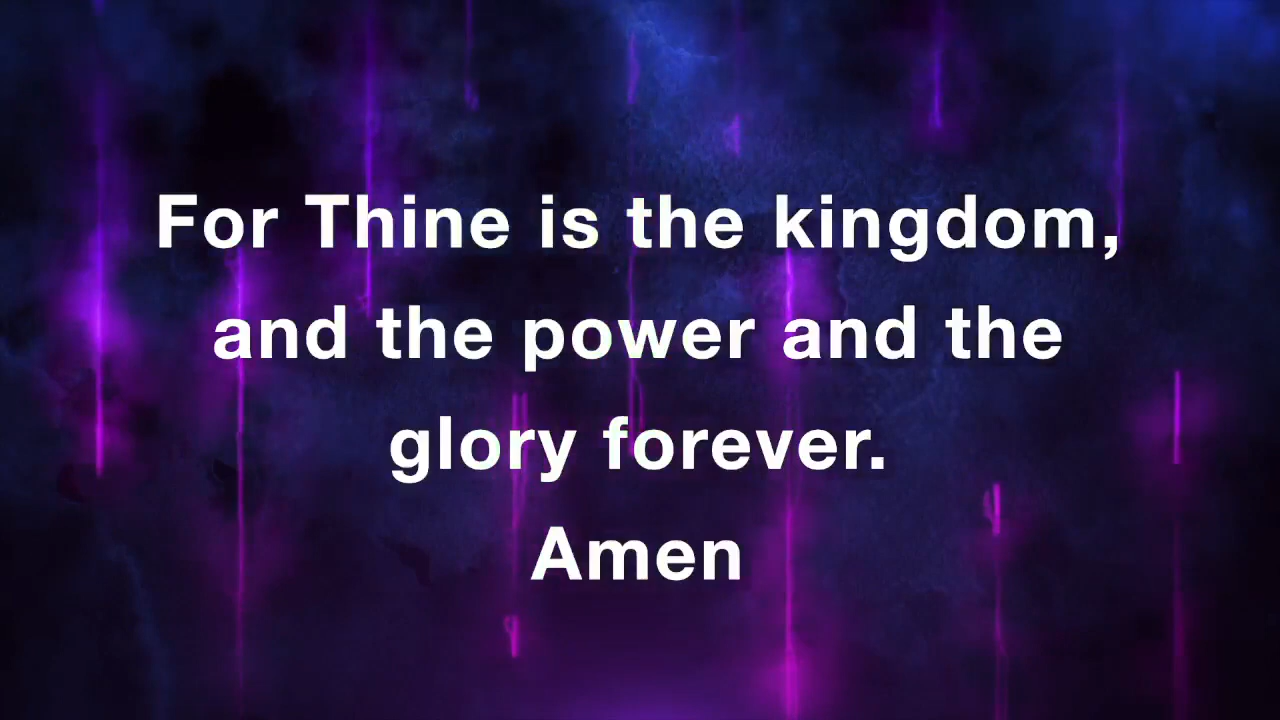 For Thine is the kingdom,
and the power and the
glory forever.
Amen